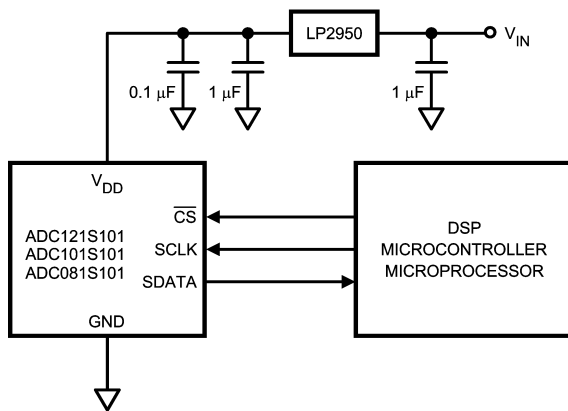 LP2950
V_IN
0.1 µF
1 µF
1 µF
V_DD
ADC121S101
ADC101S101
ADC081S101
C̅S̅
SCLK
SDATA
GND
DSP
MICROCONTROLLER
MICROPROCESSOR